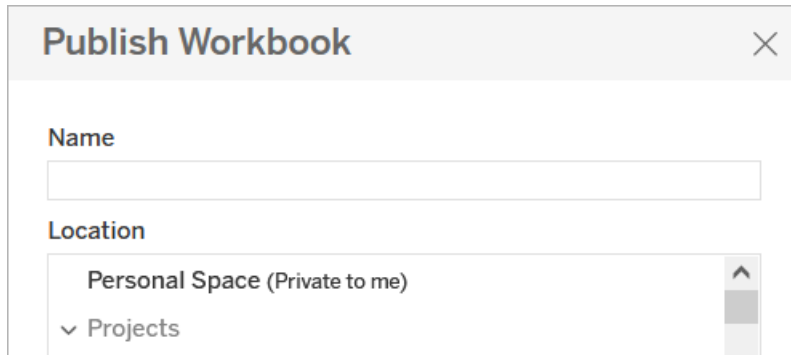 Publish Workbook
Name
Location
Personal Space (Private to me)
Projects